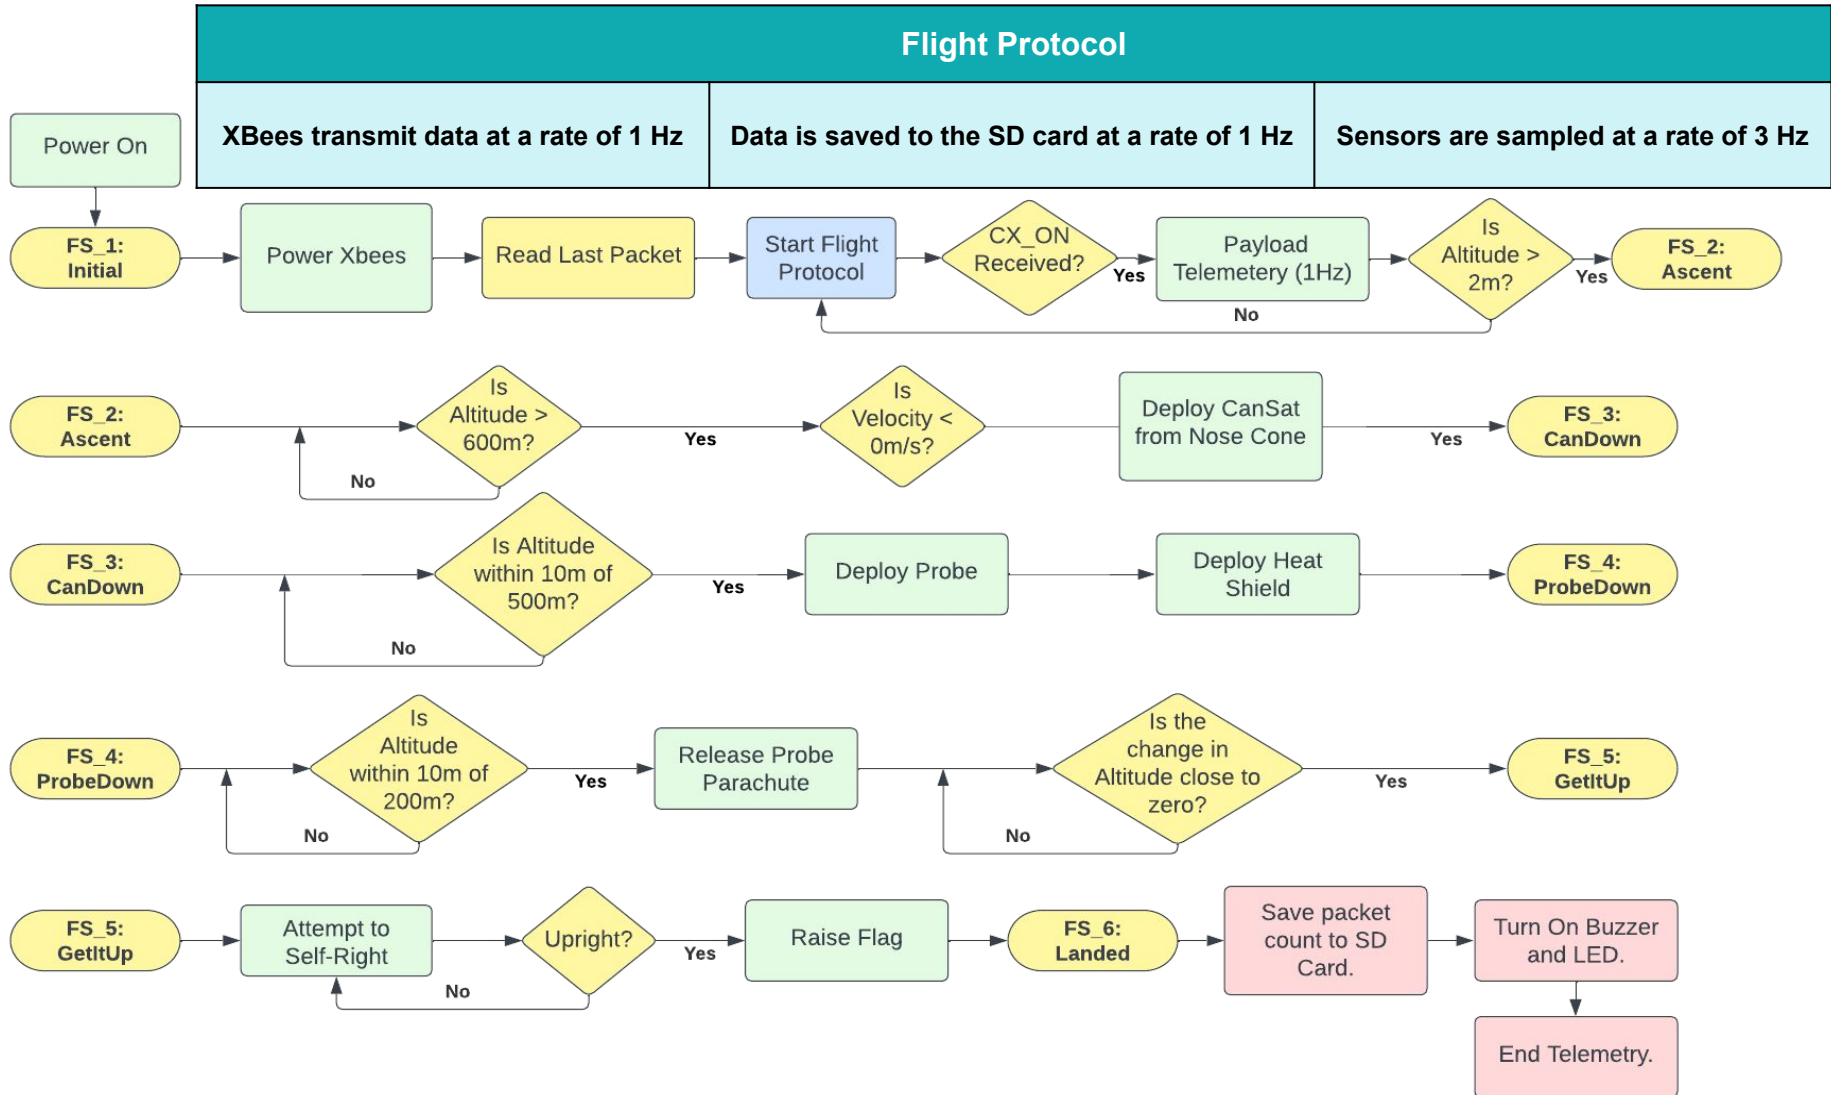 Flight Protocol
XBees transmit data at a rate of 1 Hz
Data is saved to the SD card at a rate of 1 Hz
Sensors are sampled at a rate of 3 Hz
Power On
FS_1:
Initial
Power Xbees
Read Last Packet
Start Flight
Protocol
CX_ON
Received?
Yes
Payload
Telemetery (1Hz)
Is
Altitude >
2m?
Yes
FS_2:
Ascent
No
FS_2:
Ascent
Is
Altitude >
600m?
Yes
No
Is
Velocity <
0m/s?
Deploy CanSat
from Nose Cone
Yes
FS_3:
CanDown
FS_3:
CanDown
Is Altitude
within 10m of
500m?
Yes
No
Deploy Probe
Deploy Heat
Shield
FS_4:
ProbeDown
FS_4:
ProbeDown
Is
Altitude
within 10m of
200m?
Yes
No
Release Probe
Parachute
Is the
change in
Altitude close to
zero?
Yes
No
FS_5:
GetItUp
FS_5:
GetItUp
Attempt to
Self-Right
Upright?
Yes
No
Raise Flag
FS_6:
Landed
Save packet
count to SD
Card.
Turn On Buzzer
and LED.
End Telemetry.